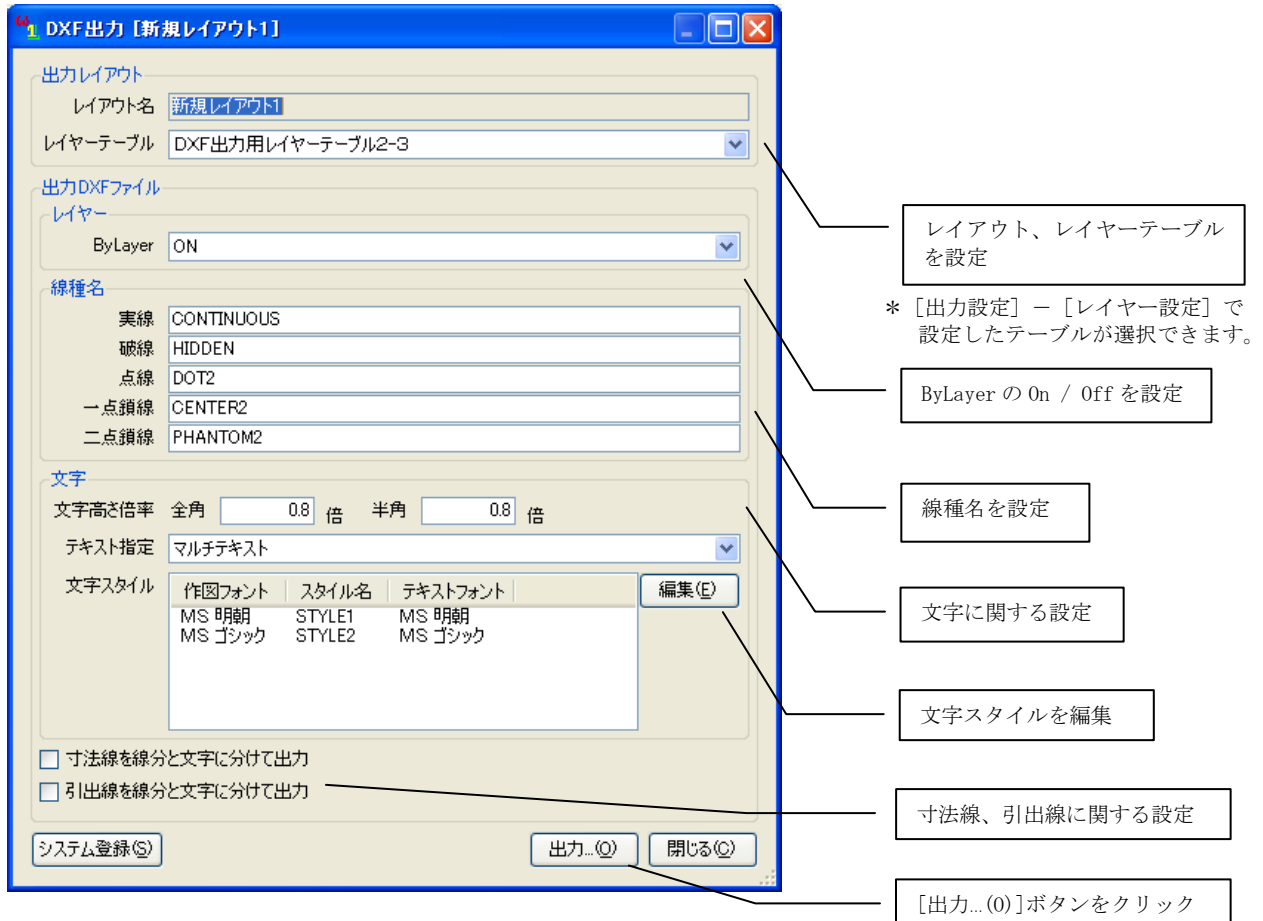 DXF出力 [新規レイアウト1]
出力レイアウト
レイアウト名 新規レイアウト1
レイヤーテーブル DXF出力用レイヤーテーブル2-3
出力DXFファイル
レイヤー
ByLayer ON
線種名
実線 CONTINUOUS
破線 HIDDEN
点線 DOT2
一点鎖線 CENTER2
二点鎖線 PHANTOM2
文字
文字高さ倍率 全角 0.8 倍 半角 0.8 倍
テキスト指定 マルチテキスト
文字スタイル 作図フォント スタイル名 テキストフォント 編集(E)
MS 明朝 STYLE1 MS 明朝
MS ゴシック STYLE2 MS ゴシック
寸法線を線分と文字に分けて出力
引出線を線分と文字に分けて出力
システム登録(S) 出力...(O) 閉じる(C)
レイアウト、レイヤーテーブル
を設定
＊［出力設定］－［レイヤー設定］で
設定したテーブルが選択できます。
ByLayer の On / Off を設定
線種名を設定
文字に関する設定
文字スタイルを編集
寸法線、引出線に関する設定
[出力…(O)]ボタンをクリック